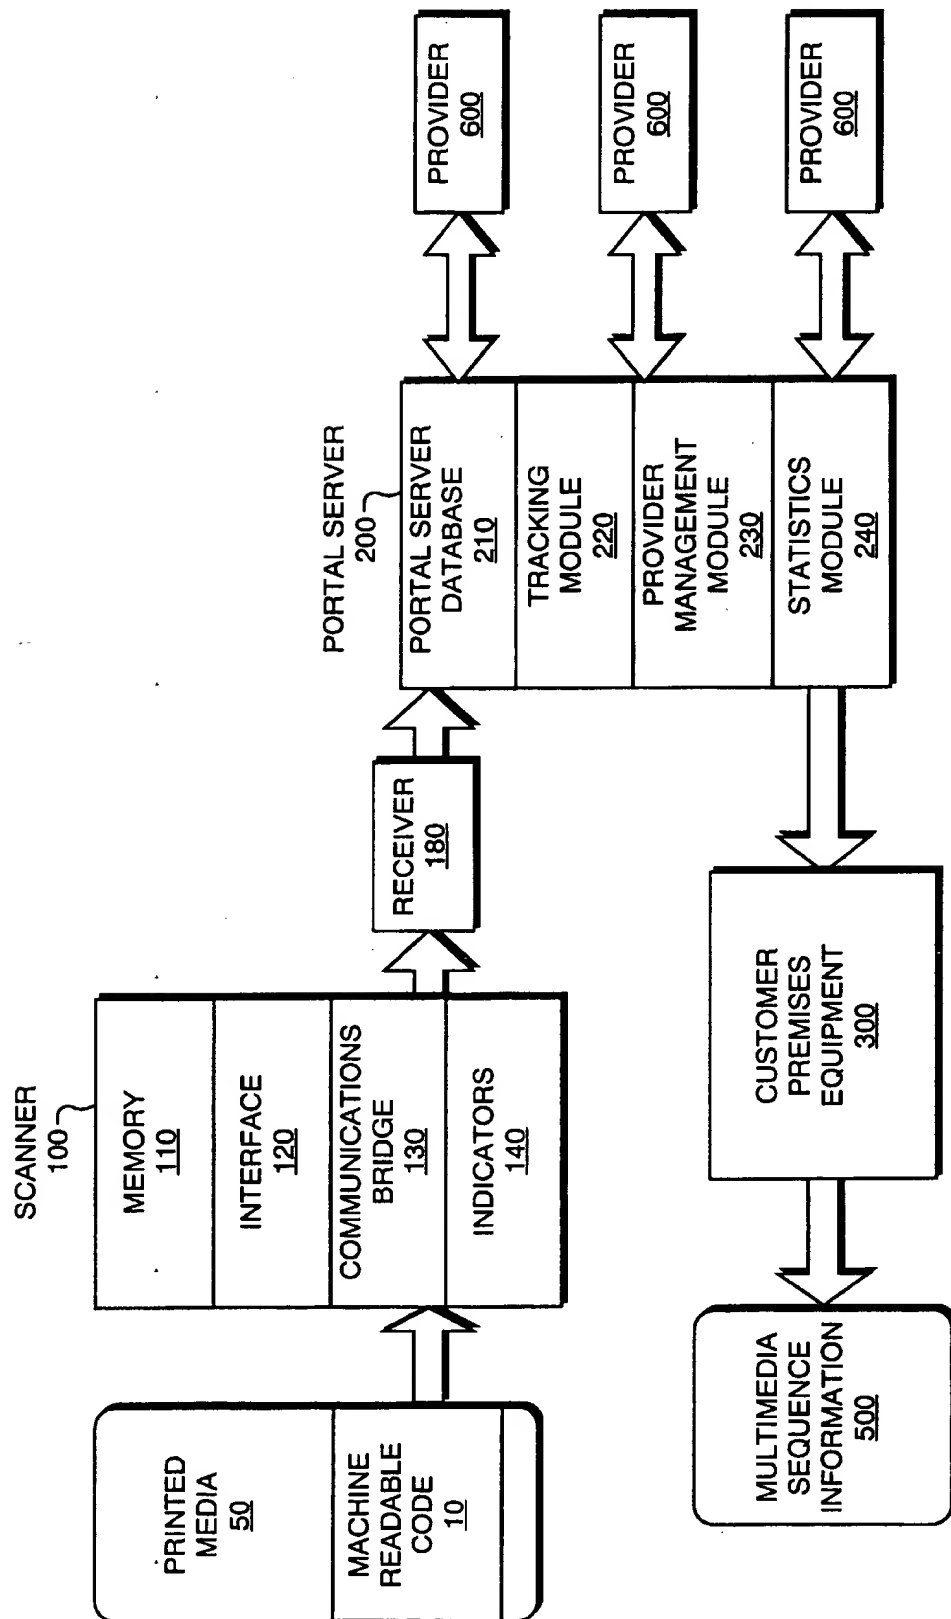 PRINTED
MEDIA
50
MACHINE
READABLE
CODE
10
SCANNER
100
MEMORY
110
INTERFACE
120
COMMUNICATIONS
BRIDGE
130
INDICATORS
140
RECEIVER
180
PORTAL SERVER
200
PORTAL SERVER
DATABASE
210
TRACKING
MODULE
220
PROVIDER
MANAGEMENT
MODULE
230
STATISTICS
MODULE
240
PROVIDER
600
PROVIDER
600
PROVIDER
600
CUSTOMER
PREMISES
EQUIPMENT
300
MULTIMEDIA
SEQUENCE
INFORMATION
500